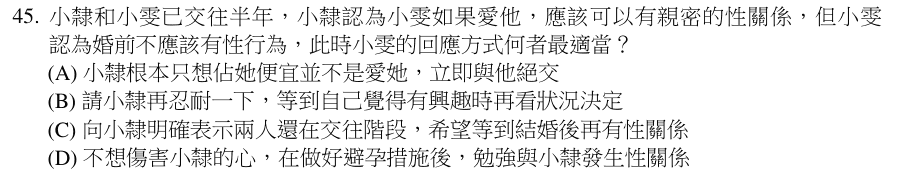 45. 小隸和小雯已交往半年，小隸認為小雯如果愛他，應該可以有親密的性關係，但小雯
認為婚前不應該有性行為，此時小雯的回應方式何者最適當？
(A) 小隸根本只想佔她便宜並不是愛她，立即與他絕交
(B) 請小隸再忍耐一下，等到自己覺得有興趣時再看狀況決定
(C) 向小隸明確表示兩人還在交往階段，希望等到結婚後再有性關係
(D) 不想傷害小隸的心，在做好避孕措施後，勉強與小隸發生性關係